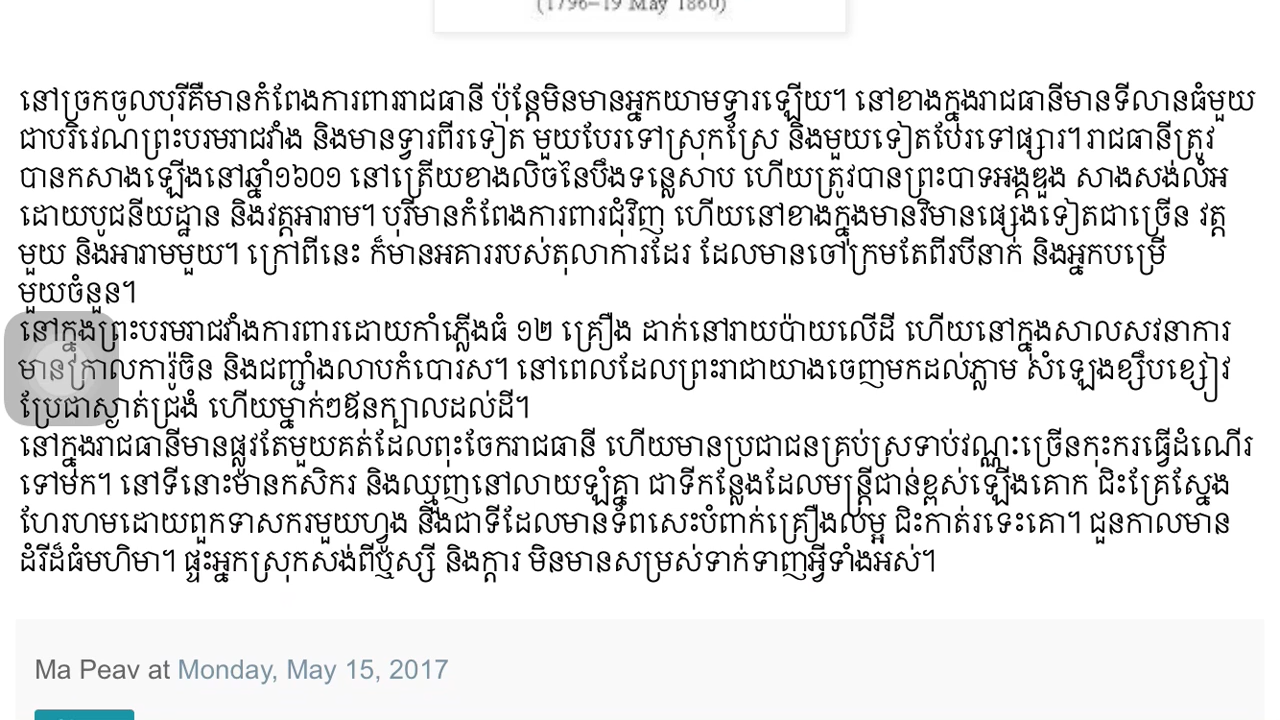 (1796–19 May 1860)
នៅច្រកចូលបុរីគឺមានកំពែងការពាររាជធានី ប៉ុន្តែមិនមានអ្នកយាមទ្វារឡើយ។ នៅខាងក្នុងរាជធានីមានទីលានធំមួយ
ជាបរិវេណព្រះបរមរាជវាំង និងមានទ្វារពីរទៀត មួយបែរទៅស្រុកស្រែ និងមួយទៀតបែរទៅផ្សារ។ រាជធានីត្រូវ
បានកសាងឡើងនៅឆ្នាំ១៦០១ នៅត្រើយខាងលិចនៃបឹងទន្លេសាប ហើយត្រូវបានព្រះបាទអង្គឌួង សាងសង់លំអ
ដោយបូជនីយដ្ឋាន និងវត្តអារាម។ បុរីមានកំពែងការពារជុំវិញ ហើយនៅខាងក្នុងមានវិមានផ្សេងទៀតជាច្រើន វត្ត
មួយ និងអារាមមួយ។ ក្រៅពីនេះ ក៏មានអគាររបស់តុលាការដែរ ដែលមានចៅក្រមតែពីរបីនាក់ និងអ្នកបម្រើ
មួយចំនួន។
នៅក្នុងព្រះបរមរាជវាំងការពារដោយកាំភ្លើងធំ ១២ គ្រឿង ដាក់នៅរាយប៉ាយលើដី ហើយនៅក្នុងសាលសវនាការ
មានក្រាលការ៉ូចិន និងជញ្ជាំងលាបកំបោរស។ នៅពេលដែលព្រះរាជាយាងចេញមកដល់ភ្លាម សំឡេងខ្សឹបខ្សៀវ
ប្រែជាស្ងាត់ជ្រងំ ហើយម្នាក់ៗឱនក្បាលដល់ដី។
នៅក្នុងរាជធានីមានផ្លូវតែមួយគត់ដែលពុះចែករាជធានី ហើយមានប្រជាជនគ្រប់ស្រទាប់វណ្ណៈច្រើនកុះករធ្វើដំណើរ
ទៅមក។ នៅទីនោះមានកសិករ និងឈ្មួញនៅលាយឡំគ្នា ជាទីកន្លែងដែលមន្ត្រីជាន់ខ្ពស់ឡើងគោក ជិះគ្រែស្នែង
ហែរហមដោយពួកទាសករមួយហ្វូង និងជាទីដែលមានទ័ពសេះបំពាក់គ្រឿងលម្អ ជិះកាត់រទេះគោ។ ជួនកាលមាន
ដំរីដ៏ធំមហិមា។ ផ្ទះអ្នកស្រុកសង់ពីឬស្សី និងក្តារ មិនមានសម្រស់ទាក់ទាញអ្វីទាំងអស់។
Ma Peav at Monday, May 15, 2017